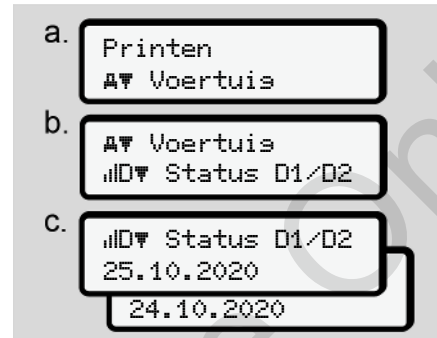 a.
Printen
Voertuig
b.
Voertuig
D Status D1/D2
c.
D Status D1/D2
25.10.2020
24.10.2020